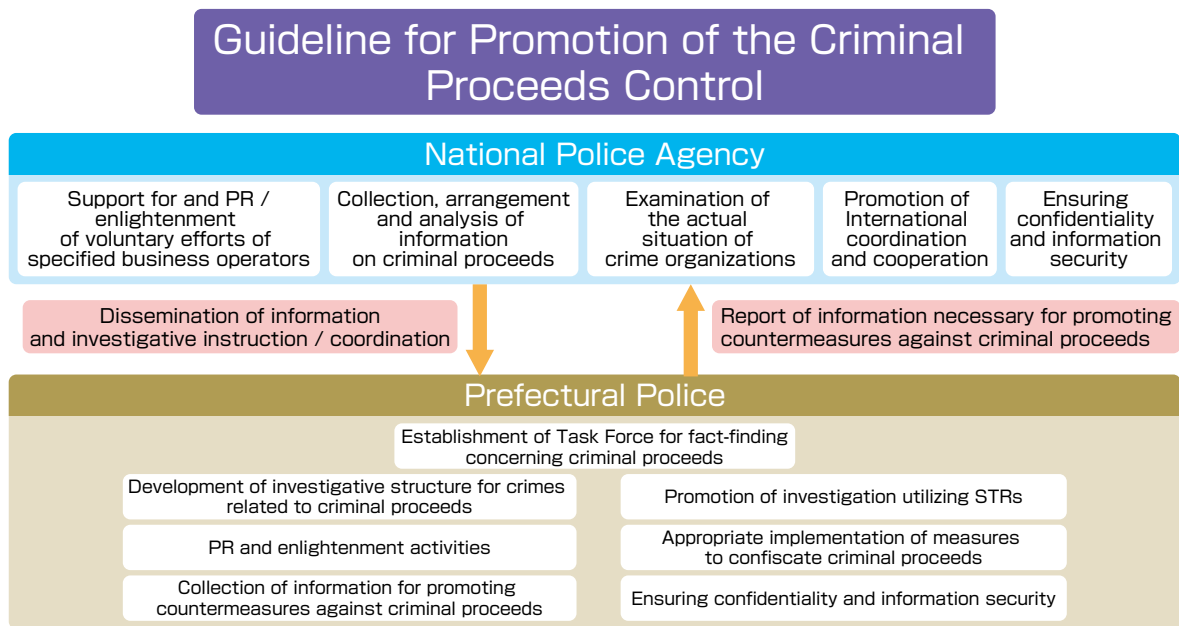 Guideline for Promotion of the Criminal
Proceeds Control
National Police Agency
Support for and PR /
enlightenment
of voluntary efforts of
specified business operators
Collection, arrangement
and analysis of
information
on criminal proceeds
Examination of
the actual
situation of
crime organizations
Promotion of
International
coordination
and cooperation
Ensuring
confidentiality
and information
security
Dissemination of information
and investigative instruction / coordination
Report of information necessary for promoting
countermeasures against criminal proceeds
Prefectural Police
Establishment of Task Force for fact-finding
concerning criminal proceeds
Development of investigative structure for crimes
related to criminal proceeds
Promotion of investigation utilizing STRs
PR and enlightenment activities
Appropriate implementation of measures
to confiscate criminal proceeds
Collection of information for promoting
countermeasures against criminal proceeds
Ensuring confidentiality and information security